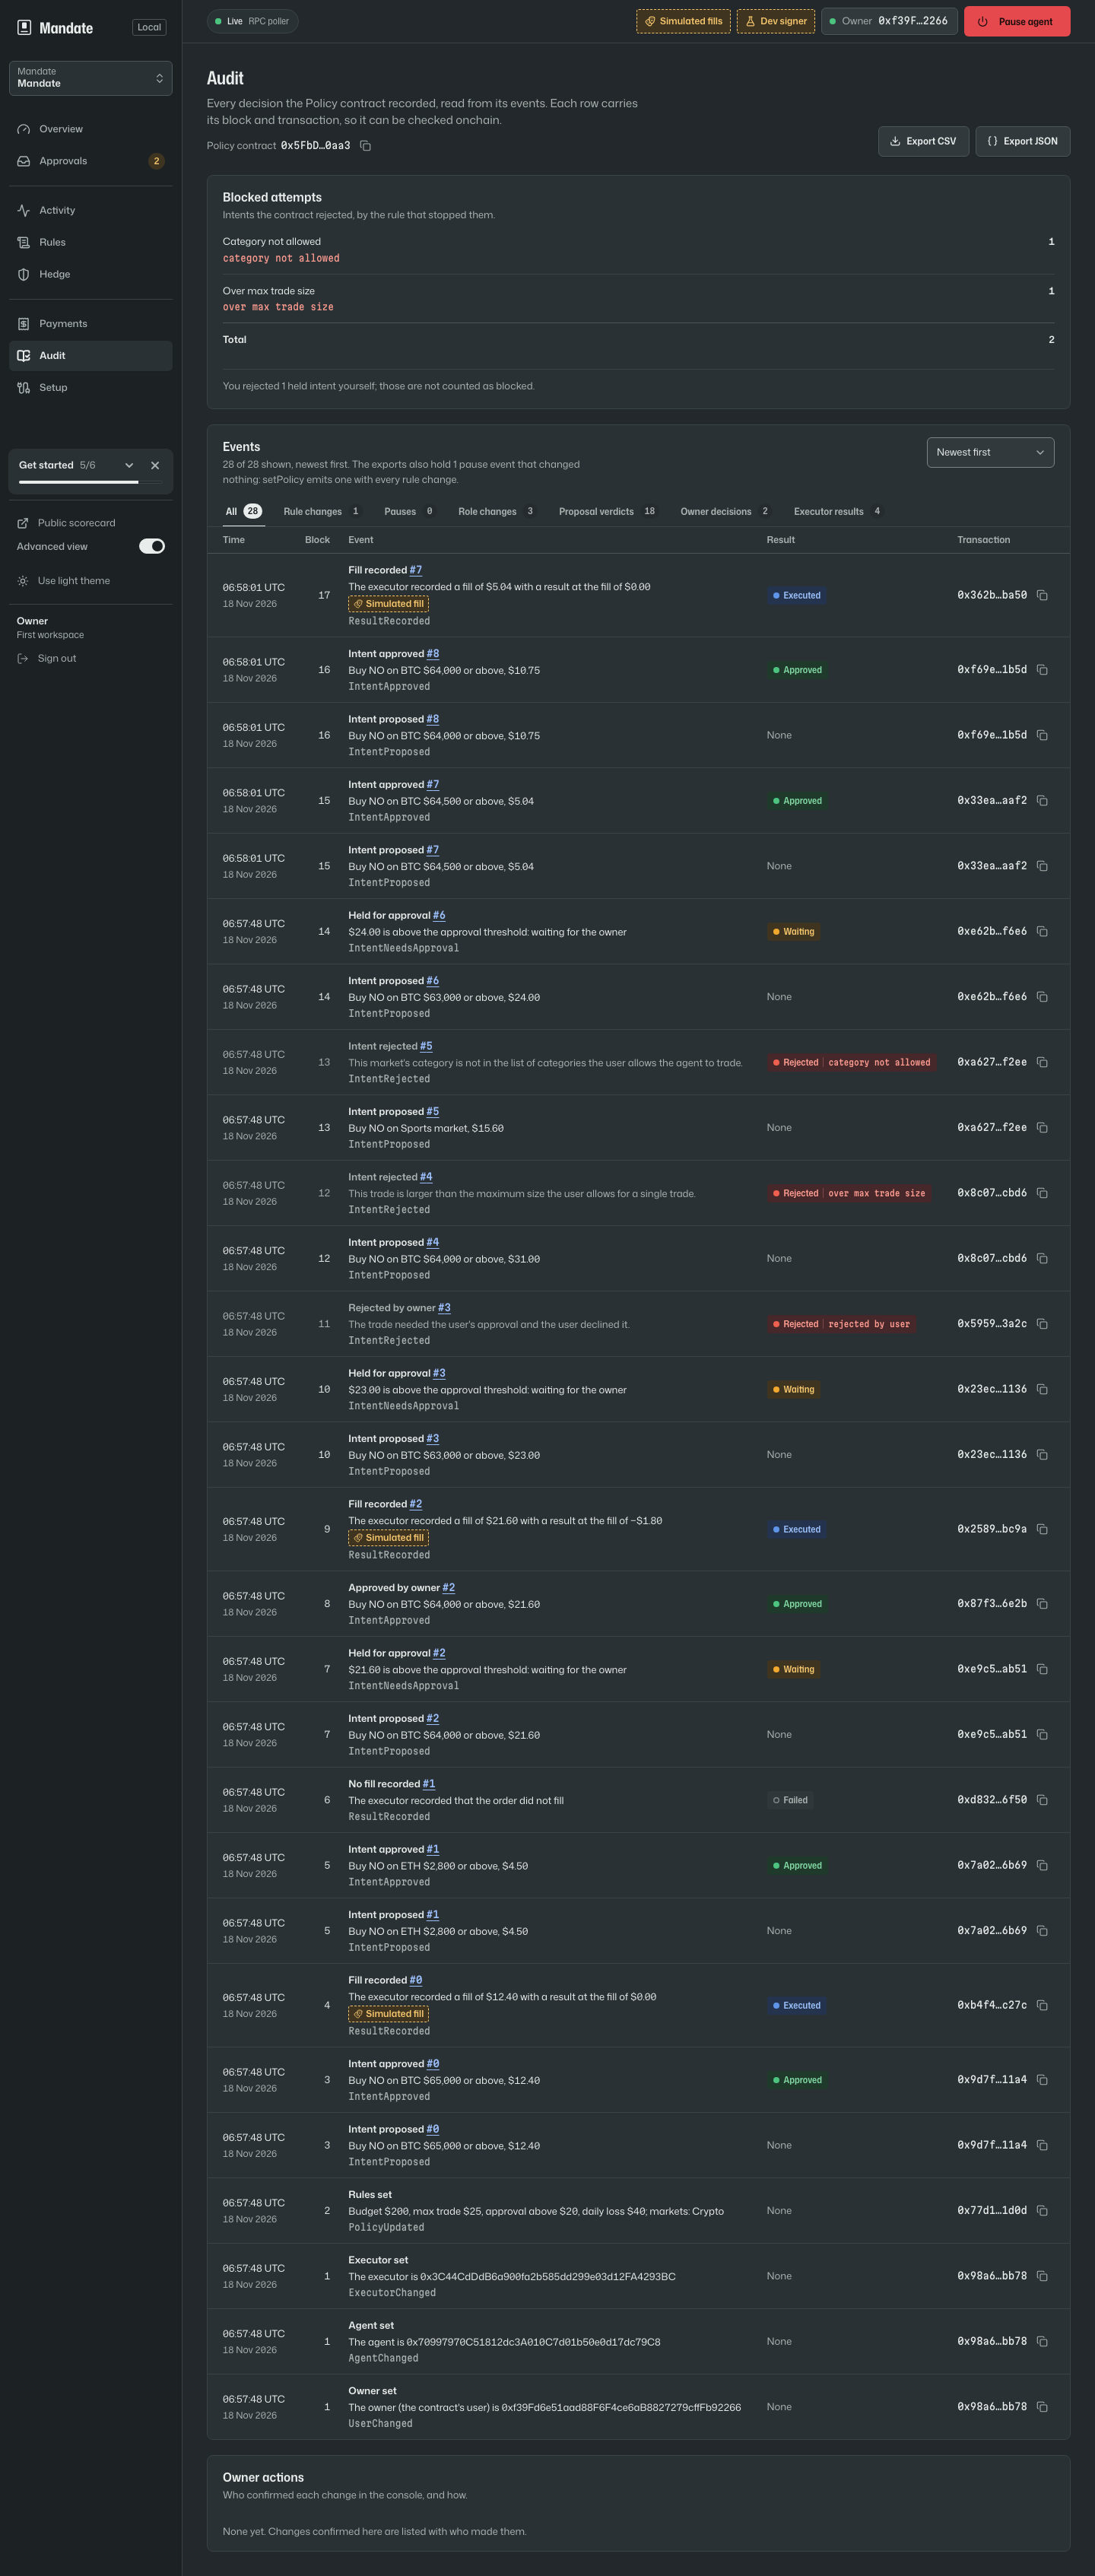 Mandate
Local
Mandate
Mandate
Overview
Approvals 2
Activity
Rules
Hedge
Payments
Audit
Setup
Get started 5/6
Public scorecard
Advanced view
Use light theme
Owner
First workspace
Sign out
Live RPC poller
Simulated fills
Dev signer
Owner 0xf39F…2266
Pause agent
Audit
Every decision the Policy contract recorded, read from its events. Each row carries
its block and transaction, so it can be checked onchain.
Policy contract 0x5FbD…0aa3
Export CSV
Export JSON
Blocked attempts
Intents the contract rejected, by the rule that stopped them.
Category not allowed 1
category not allowed
Over max trade size 1
over max trade size
Total 2
You rejected 1 held intent yourself; those are not counted as blocked.
Events
28 of 28 shown, newest first. The exports also hold 1 pause event that changed
nothing: setPolicy emits one with every rule change.
Newest first
All 28 Rule changes 1 Pauses 0 Role changes 3 Proposal verdicts 18 Owner decisions 2 Executor results 4
Time Block Event Result Transaction
Fill recorded #7
06:58:01 UTC
18 Nov 2026
17
The executor recorded a fill of $5.04 with a result at the fill of $0.00
Simulated fill
ResultRecorded
Executed
0x362b…ba50
Intent approved #8
06:58:01 UTC
18 Nov 2026
16
Buy NO on BTC $64,000 or above, $10.75
IntentApproved
Approved
0xf69e…1b5d
Intent proposed #8
06:58:01 UTC
18 Nov 2026
16
Buy NO on BTC $64,000 or above, $10.75
IntentProposed
None
0xf69e…1b5d
Intent approved #7
06:58:01 UTC
18 Nov 2026
15
Buy NO on BTC $64,500 or above, $5.04
IntentApproved
Approved
0x33ea…aaf2
Intent proposed #7
06:58:01 UTC
18 Nov 2026
15
Buy NO on BTC $64,500 or above, $5.04
IntentProposed
None
0x33ea…aaf2
Held for approval #6
06:57:48 UTC
18 Nov 2026
14
$24.00 is above the approval threshold: waiting for the owner
IntentNeedsApproval
Waiting
0xe62b…f6e6
Intent proposed #6
06:57:48 UTC
18 Nov 2026
14
Buy NO on BTC $63,000 or above, $24.00
IntentProposed
None
0xe62b…f6e6
Intent rejected #5
06:57:48 UTC
18 Nov 2026
13
This market's category is not in the list of categories the user allows the agent to trade.
IntentRejected
Rejected | category not allowed
0xa627…f2ee
Intent proposed #5
06:57:48 UTC
18 Nov 2026
13
Buy NO on Sports market, $15.60
IntentProposed
None
0xa627…f2ee
Intent rejected #4
06:57:48 UTC
18 Nov 2026
12
This trade is larger than the maximum size the user allows for a single trade.
IntentRejected
Rejected | over max trade size
0x8c07…cbd6
Intent proposed #4
06:57:48 UTC
18 Nov 2026
12
Buy NO on BTC $64,000 or above, $31.00
IntentProposed
None
0x8c07…cbd6
Rejected by owner #3
06:57:48 UTC
18 Nov 2026
11
The trade needed the user's approval and the user declined it.
IntentRejected
Rejected | rejected by user
0x5959…3a2c
Held for approval #3
06:57:48 UTC
18 Nov 2026
10
$23.00 is above the approval threshold: waiting for the owner
IntentNeedsApproval
Waiting
0x23ec…1136
Intent proposed #3
06:57:48 UTC
18 Nov 2026
10
Buy NO on BTC $63,000 or above, $23.00
IntentProposed
None
0x23ec…1136
Fill recorded #2
06:57:48 UTC
18 Nov 2026
9
The executor recorded a fill of $21.60 with a result at the fill of −$1.80
Simulated fill
ResultRecorded
Executed
0x2589…bc9a
Approved by owner #2
06:57:48 UTC
18 Nov 2026
8
Buy NO on BTC $64,000 or above, $21.60
IntentApproved
Approved
0x87f3…6e2b
Held for approval #2
06:57:48 UTC
18 Nov 2026
7
$21.60 is above the approval threshold: waiting for the owner
IntentNeedsApproval
Waiting
0xe9c5…ab51
Intent proposed #2
06:57:48 UTC
18 Nov 2026
7
Buy NO on BTC $64,000 or above, $21.60
IntentProposed
None
0xe9c5…ab51
No fill recorded #1
06:57:48 UTC
18 Nov 2026
6
The executor recorded that the order did not fill
ResultRecorded
Failed
0xd832…6f50
Intent approved #1
06:57:48 UTC
18 Nov 2026
5
Buy NO on ETH $2,800 or above, $4.50
IntentApproved
Approved
0x7a02…6b69
Intent proposed #1
06:57:48 UTC
18 Nov 2026
5
Buy NO on ETH $2,800 or above, $4.50
IntentProposed
None
0x7a02…6b69
Fill recorded #0
06:57:48 UTC
18 Nov 2026
4
The executor recorded a fill of $12.40 with a result at the fill of $0.00
Simulated fill
ResultRecorded
Executed
0xb4f4…c27c
Intent approved #0
06:57:48 UTC
18 Nov 2026
3
Buy NO on BTC $65,000 or above, $12.40
IntentApproved
Approved
0x9d7f…11a4
Intent proposed #0
06:57:48 UTC
18 Nov 2026
3
Buy NO on BTC $65,000 or above, $12.40
IntentProposed
None
0x9d7f…11a4
Rules set
06:57:48 UTC
18 Nov 2026
2
Budget $200, max trade $25, approval above $20, daily loss $40; markets: Crypto
PolicyUpdated
None
0x77d1…1d0d
Executor set
06:57:48 UTC
18 Nov 2026
1
The executor is 0x3C44CdDdB6a900fa2b585dd299e03d12FA4293BC
ExecutorChanged
None
0x98a6…bb78
Agent set
06:57:48 UTC
18 Nov 2026
1
The agent is 0x70997970C51812dc3A010C7d01b50e0d17dc79C8
AgentChanged
None
0x98a6…bb78
Owner set
06:57:48 UTC
18 Nov 2026
1
The owner (the contract's user) is 0xf39Fd6e51aad88F6F4ce6aB8827279cffFb92266
UserChanged
None
0x98a6…bb78
Owner actions
Who confirmed each change in the console, and how.
None yet. Changes confirmed here are listed with who made them.